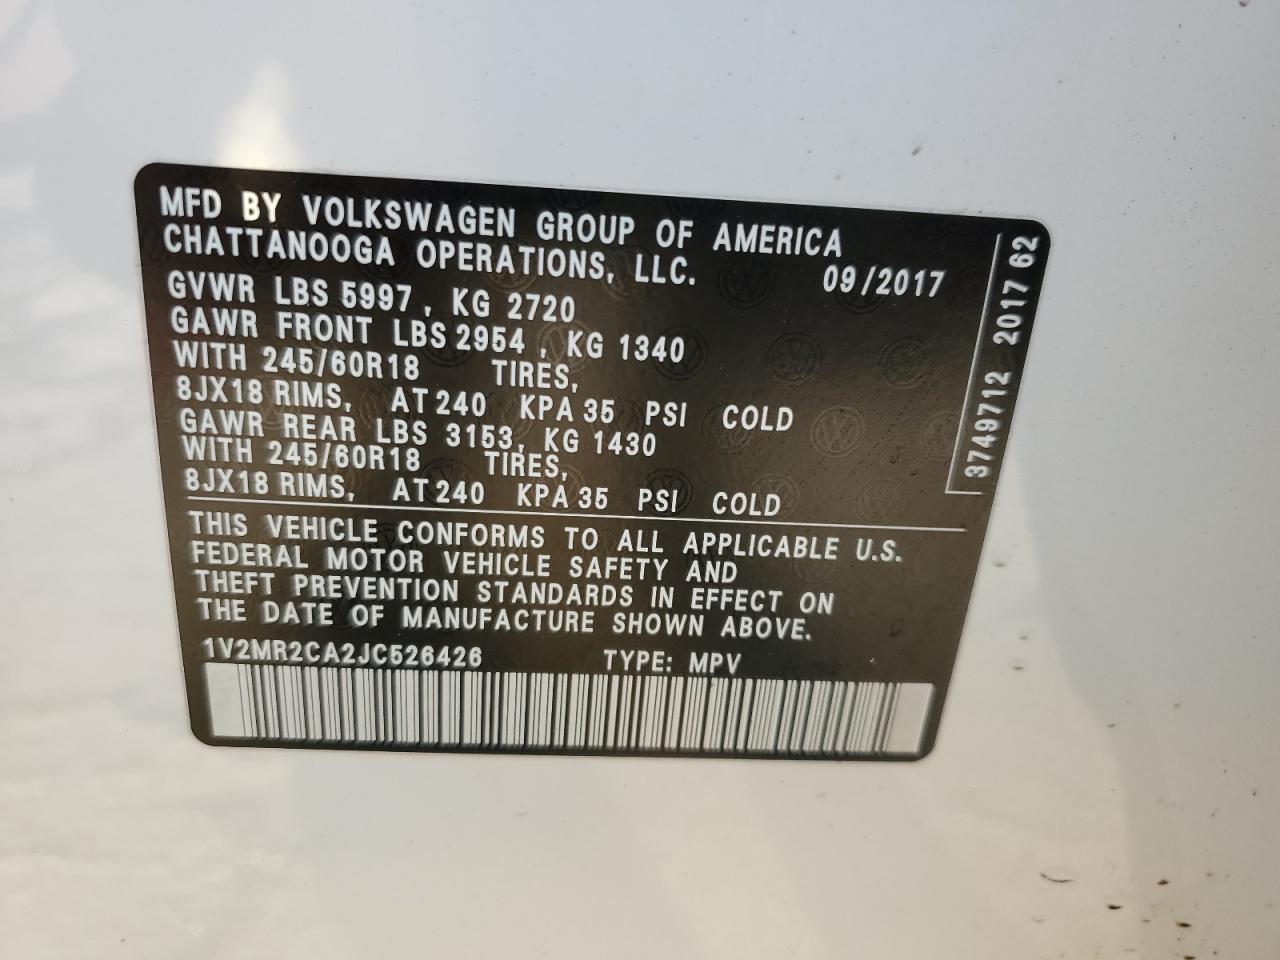 MFD BY VOLKSWAGEN GROUP OF AMERICA
CHATTANOOGA OPERATIONS, LLC.
09/2017
GVWR LBS 5997, KG 2720
GAWR FRONT LBS 2954, KG 1340
WITH 245/60R18 TIRES,
8JX18 RIMS, AT 240 KPA 35 PSI COLD
GAWR REAR LBS 3153, KG 1430
WITH 245/60R18 TIRES,
8JX18 RIMS, AT 240 KPA 35 PSI COLD
THIS VEHICLE CONFORMS TO ALL APPLICABLE U.S.
FEDERAL MOTOR VEHICLE SAFETY AND
THEFT PREVENTION STANDARDS IN EFFECT ON
THE DATE OF MANUFACTURE SHOWN ABOVE.
1V2MR2CA2JC526426 TYPE: MPV
3749712 2017 62